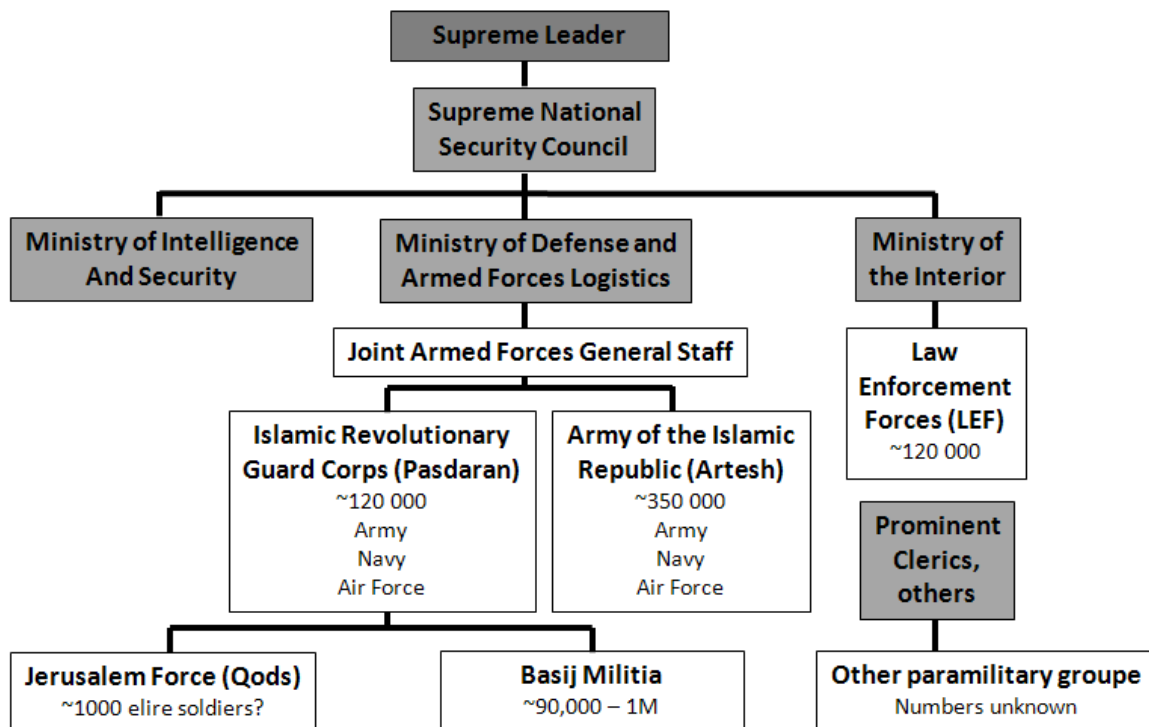 Supreme Leader
Supreme National
Security Council
Ministry of Intelligence
And Security
Ministry of Defense and
Armed Forces Logistics
Ministry of
the Interior
Joint Armed Forces General Staff
Law
Enforcement
Forces (LEF)
~120 000
Islamic Revolutionary
Guard Corps (Pasdaran)
~120 000
Army
Navy
Air Force
Army of the Islamic
Republic (Artesh)
~350 000
Army
Navy
Air Force
Prominent
Clerics,
others
Jerusalem Force (Qods)
~1000 elire soldiers?
Basij Militia
~90,000 – 1M
Other paramilitary groupe
Numbers unknown